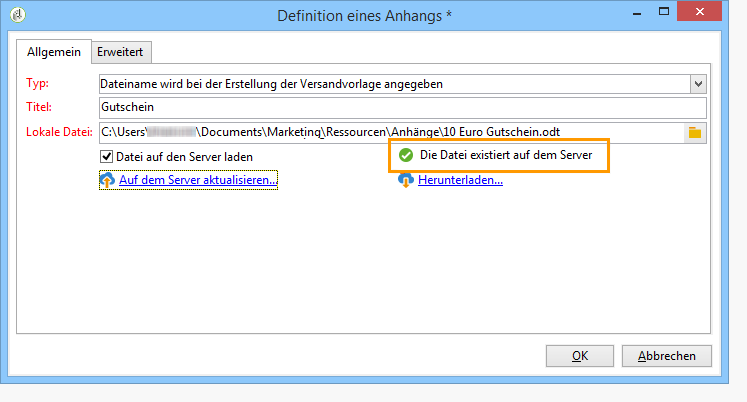 Definition eines Anhangs *
Allgemein Erweitert
Typ: Dateiname wird bei der Erstellung der Versandvorlage angegeben
Titel: Gutschein
Lokale Datei: C:\Users\ \Documents\Marketing\Ressourcen\Anhänge\10 Euro Gutschein.odt
Datei auf den Server laden Die Datei existiert auf dem Server
Auf dem Server aktualisieren... Herunterladen...
OK Abbrechen